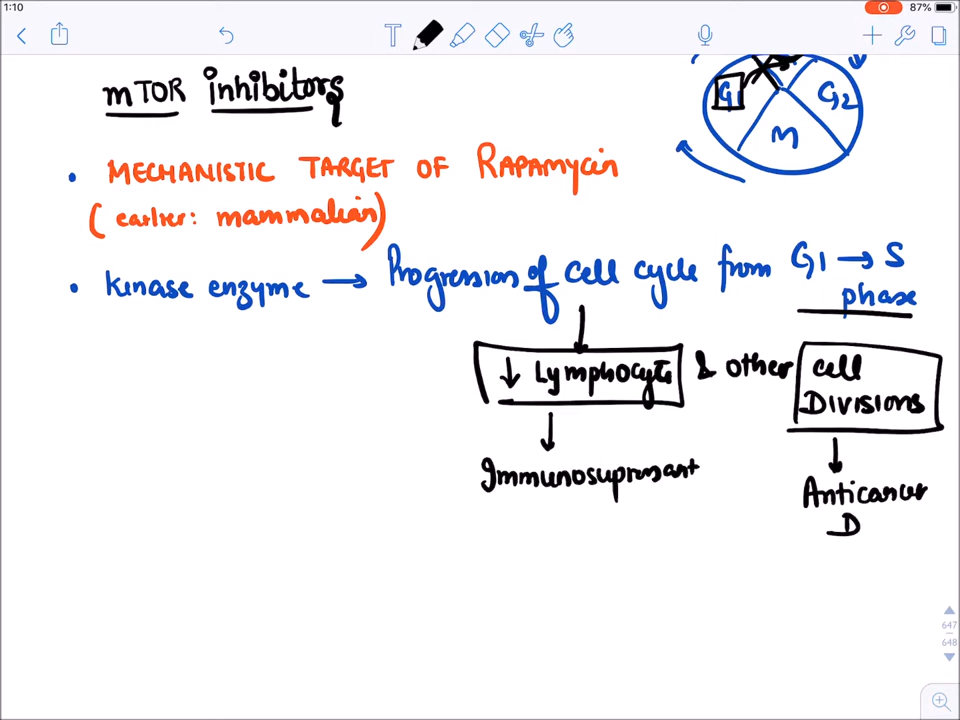 1:10
87%
mTOR inhibitors
G1
G2
M
• MECHANISTIC TARGET OF RAPAMYCIN
(earlier: mammalian)
• Kinase enzyme → Progression of cell cycle from G1 → S
phase
↓ Lymphocyte & other cell
DIVISIONS
Immunosupressant
Anticancer
D
647
648